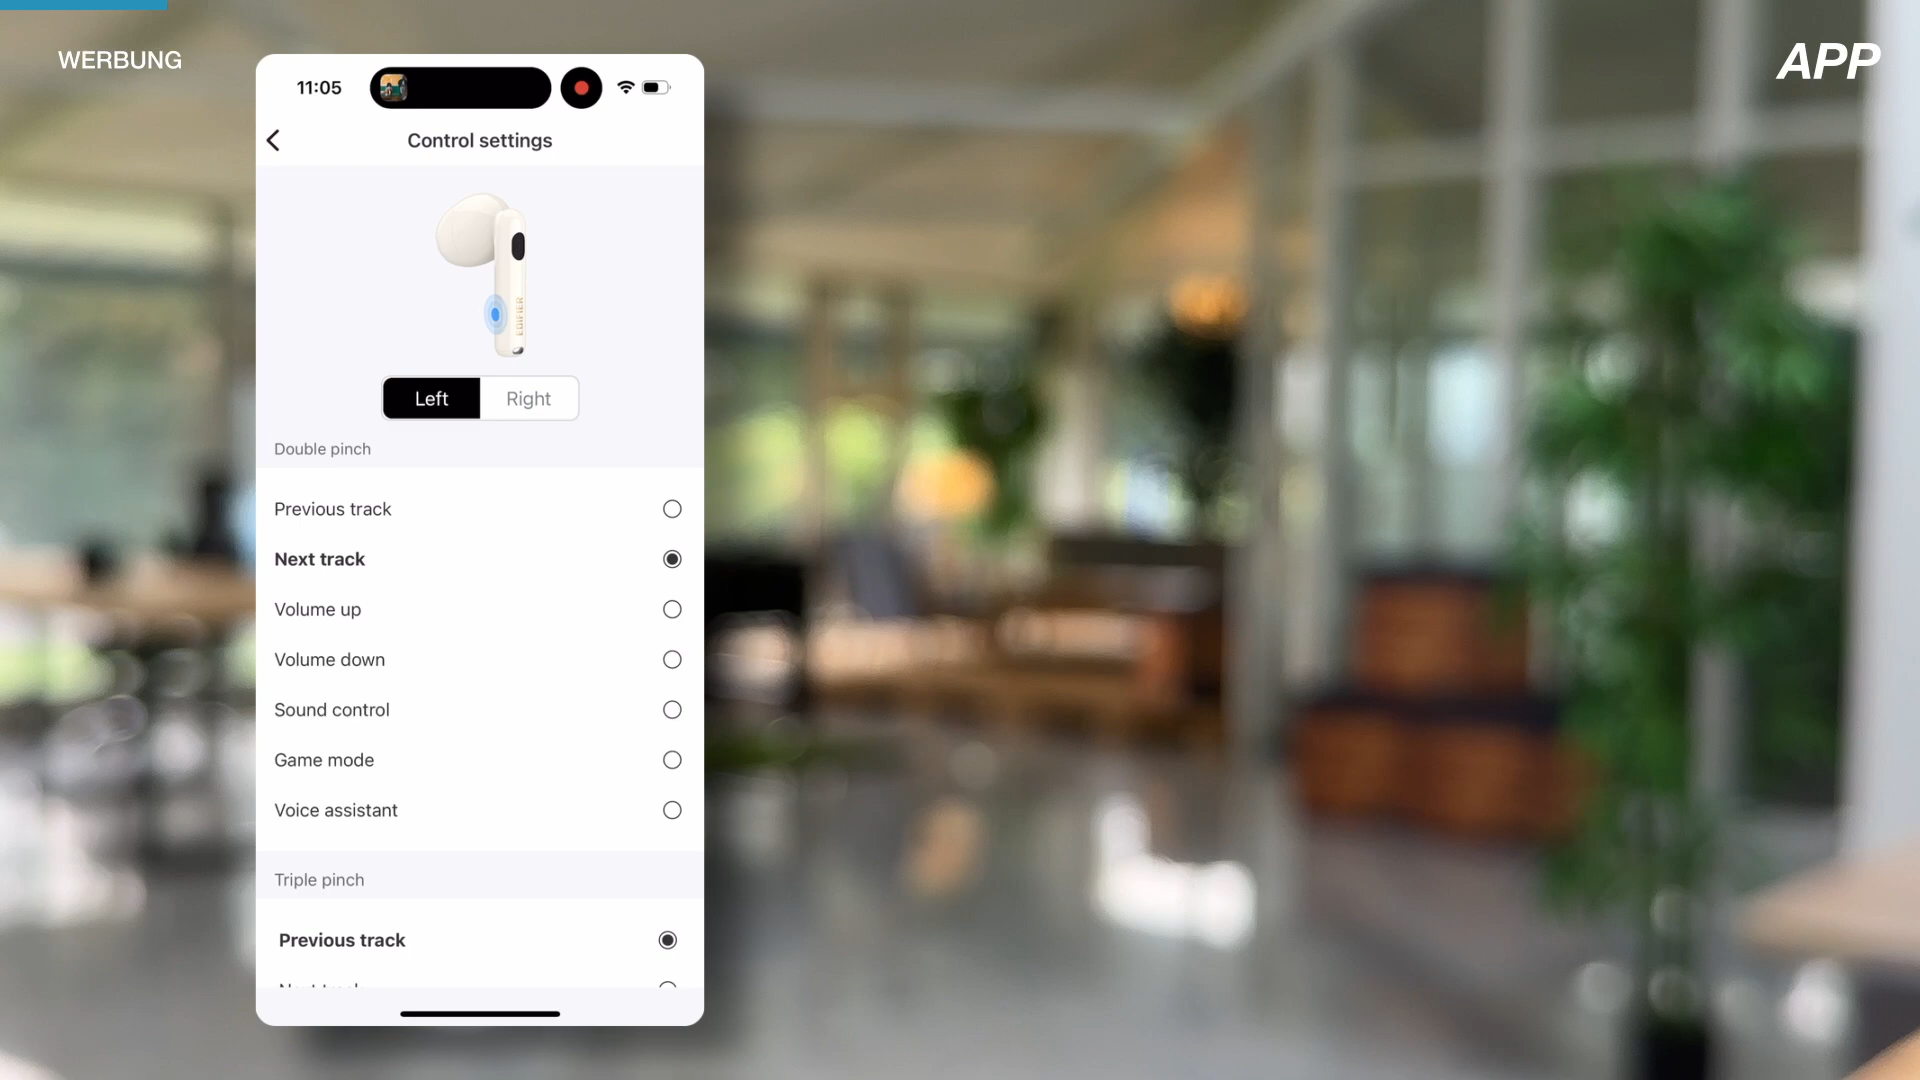 WERBUNG
APP
11:05
Control settings
EDIFIER
Left
Right
Double pinch
Previous track
Next track
Volume up
Volume down
Sound control
Game mode
Voice assistant
Triple pinch
Previous track